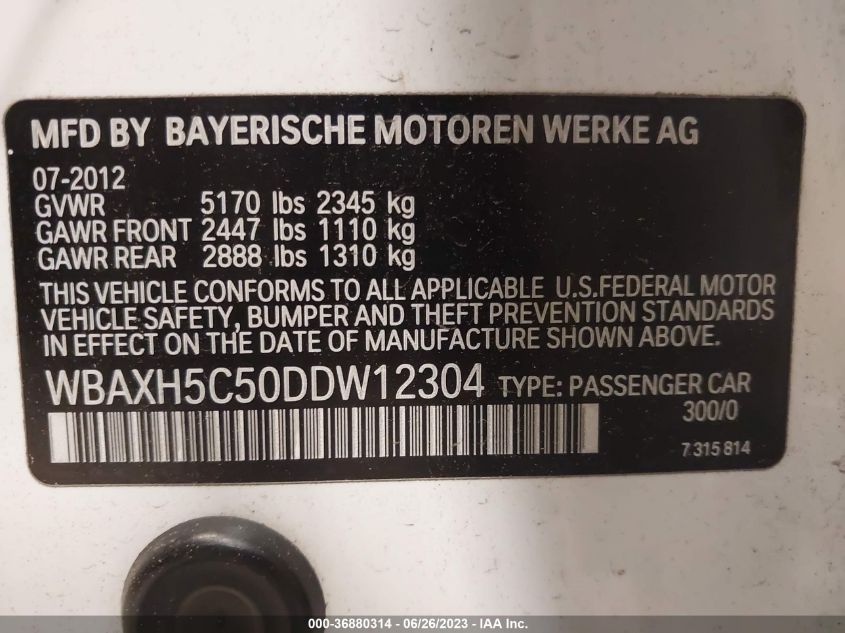 MFD BY BAYERISCHE MOTOREN WERKE AG
07-2012
GVWR 5170 lbs 2345 kg
GAWR FRONT 2447 lbs 1110 kg
GAWR REAR 2888 lbs 1310 kg
THIS VEHICLE CONFORMS TO ALL APPLICABLE U.S.FEDERAL MOTOR
VEHICLE SAFETY, BUMPER AND THEFT PREVENTION STANDARDS
IN EFFECT ON THE DATE OF MANUFACTURE SHOWN ABOVE.
WBAXH5C50DDW12304 TYPE: PASSENGER CAR
300/0
7 315 814
000-36880314 - 06/26/2023 - IAA Inc.